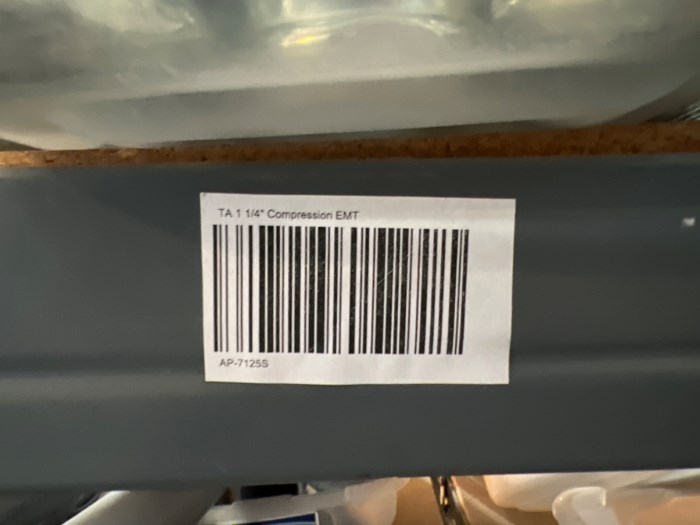 TA 1 1/4" Compression EMT
AP-7125S